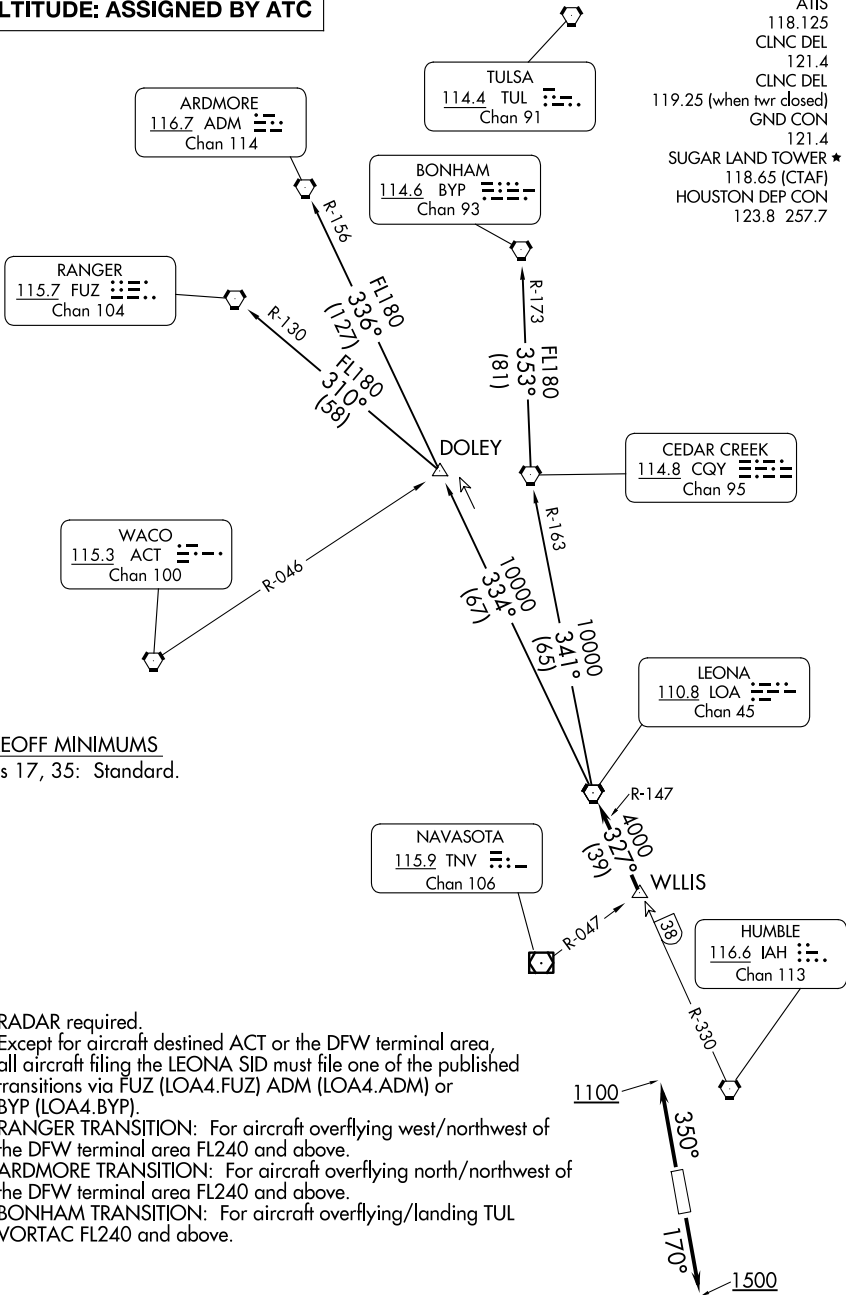 LTITUDE: ASSIGNED BY ATC
ATIS
118.125
CLNC DEL
121.4
CLNC DEL
119.25 (when twr closed)
GND CON
121.4
SUGAR LAND TOWER ★
118.65 (CTAF)
HOUSTON DEP CON
123.8 257.7
TULSA
114.4 TUL
Chan 91
ARDMORE
116.7 ADM
Chan 114
BONHAM
114.6 BYP
Chan 93
RANGER
115.7 FUZ
Chan 104
R-156
FL180
336°
(127)
R-130
FL180
310°
(58)
R-173
FL180
353°
(81)
DOLEY
CEDAR CREEK
114.8 CQY
Chan 95
WACO
115.3 ACT
Chan 100
R-046
R-163
10000
334°
(67)
10000
341°
(65)
LEONA
110.8 LOA
Chan 45
EOFF MINIMUMS
s 17, 35: Standard.
R-147
4000
327°
(39)
NAVASOTA
115.9 TNV
Chan 106
WLLIS
R-047
38
HUMBLE
116.6 IAH
Chan 113
R-330
RADAR required.
Except for aircraft destined ACT or the DFW terminal area,
all aircraft filing the LEONA SID must file one of the published
transitions via FUZ (LOA4.FUZ) ADM (LOA4.ADM) or
BYP (LOA4.BYP).
RANGER TRANSITION: For aircraft overflying west/northwest of
the DFW terminal area FL240 and above.
ARDMORE TRANSITION: For aircraft overflying north/northwest of
the DFW terminal area FL240 and above.
BONHAM TRANSITION: For aircraft overflying/landing TUL
VORTAC FL240 and above.
1100
350°
170°
1500